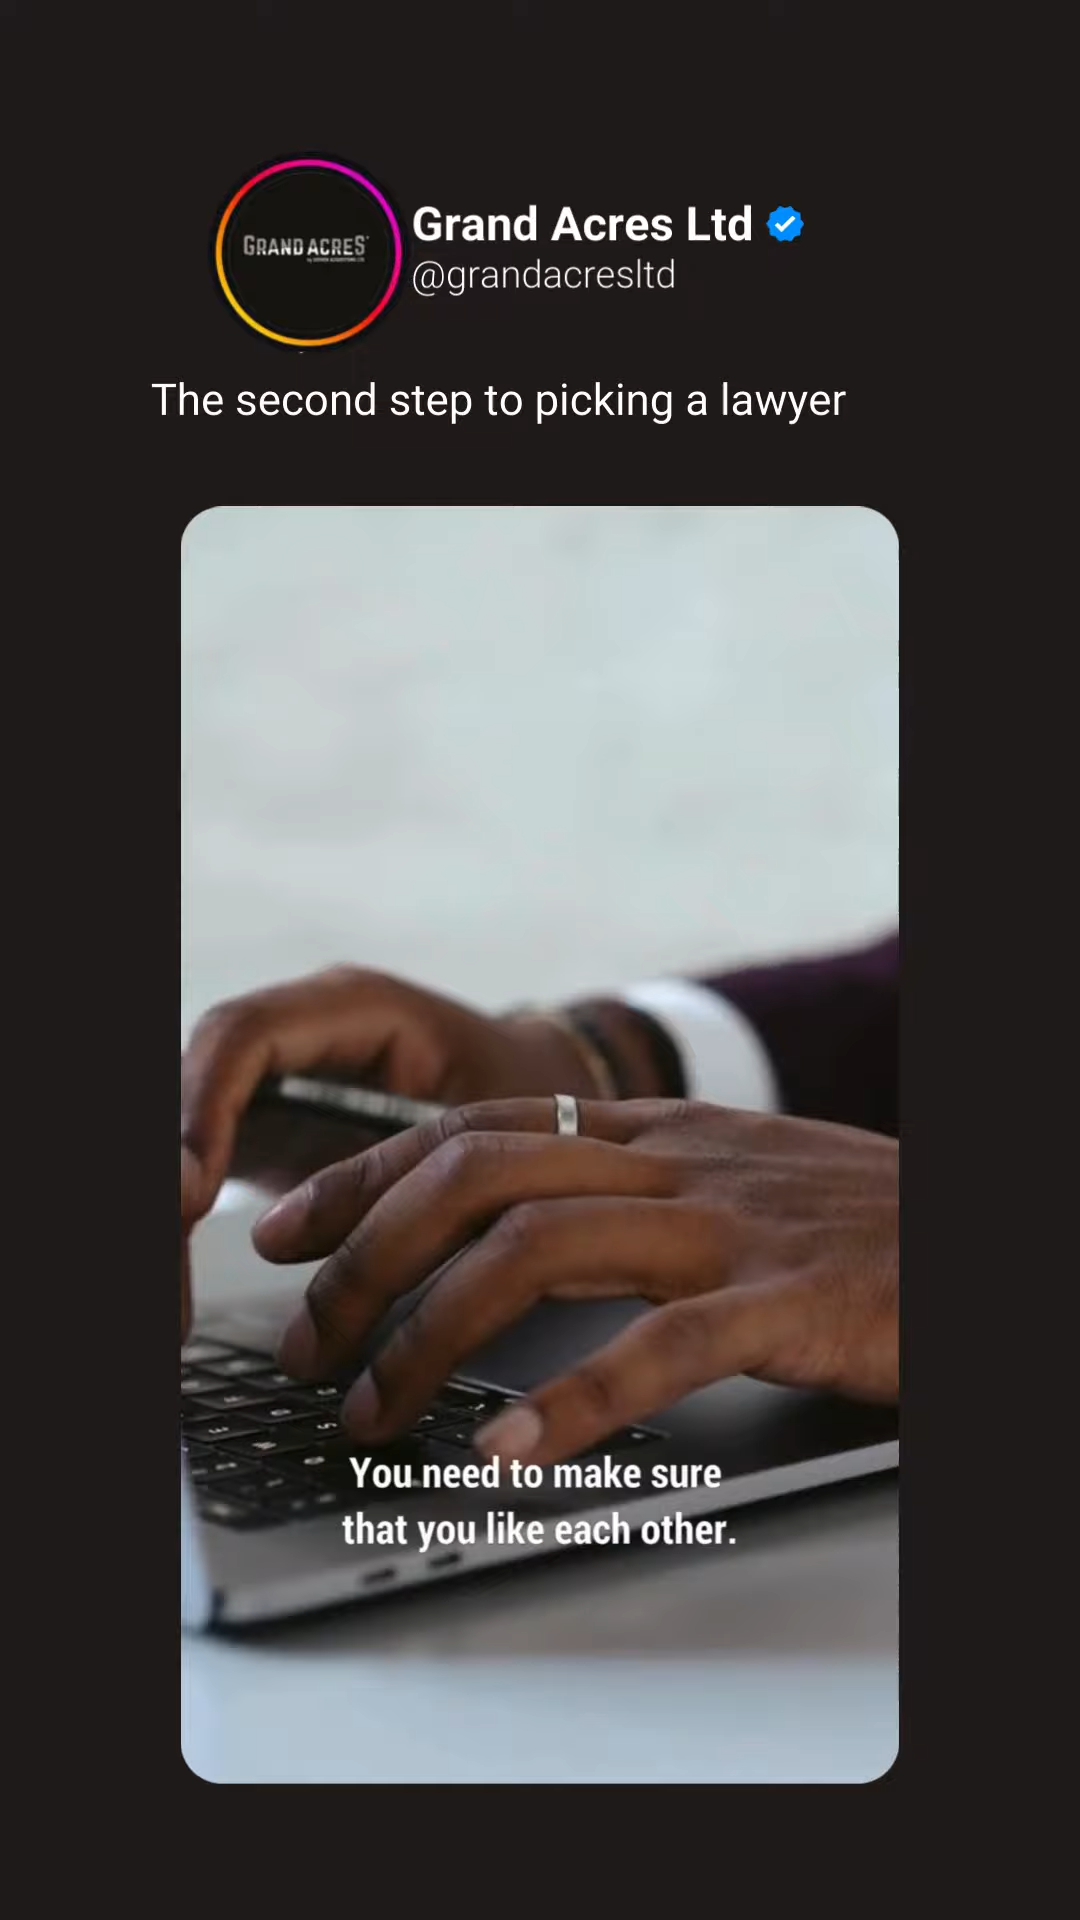 GRAND ACRES
Grand Acres Ltd
@grandacresltd
The second step to picking a lawyer
You need to make sure
that you like each other.